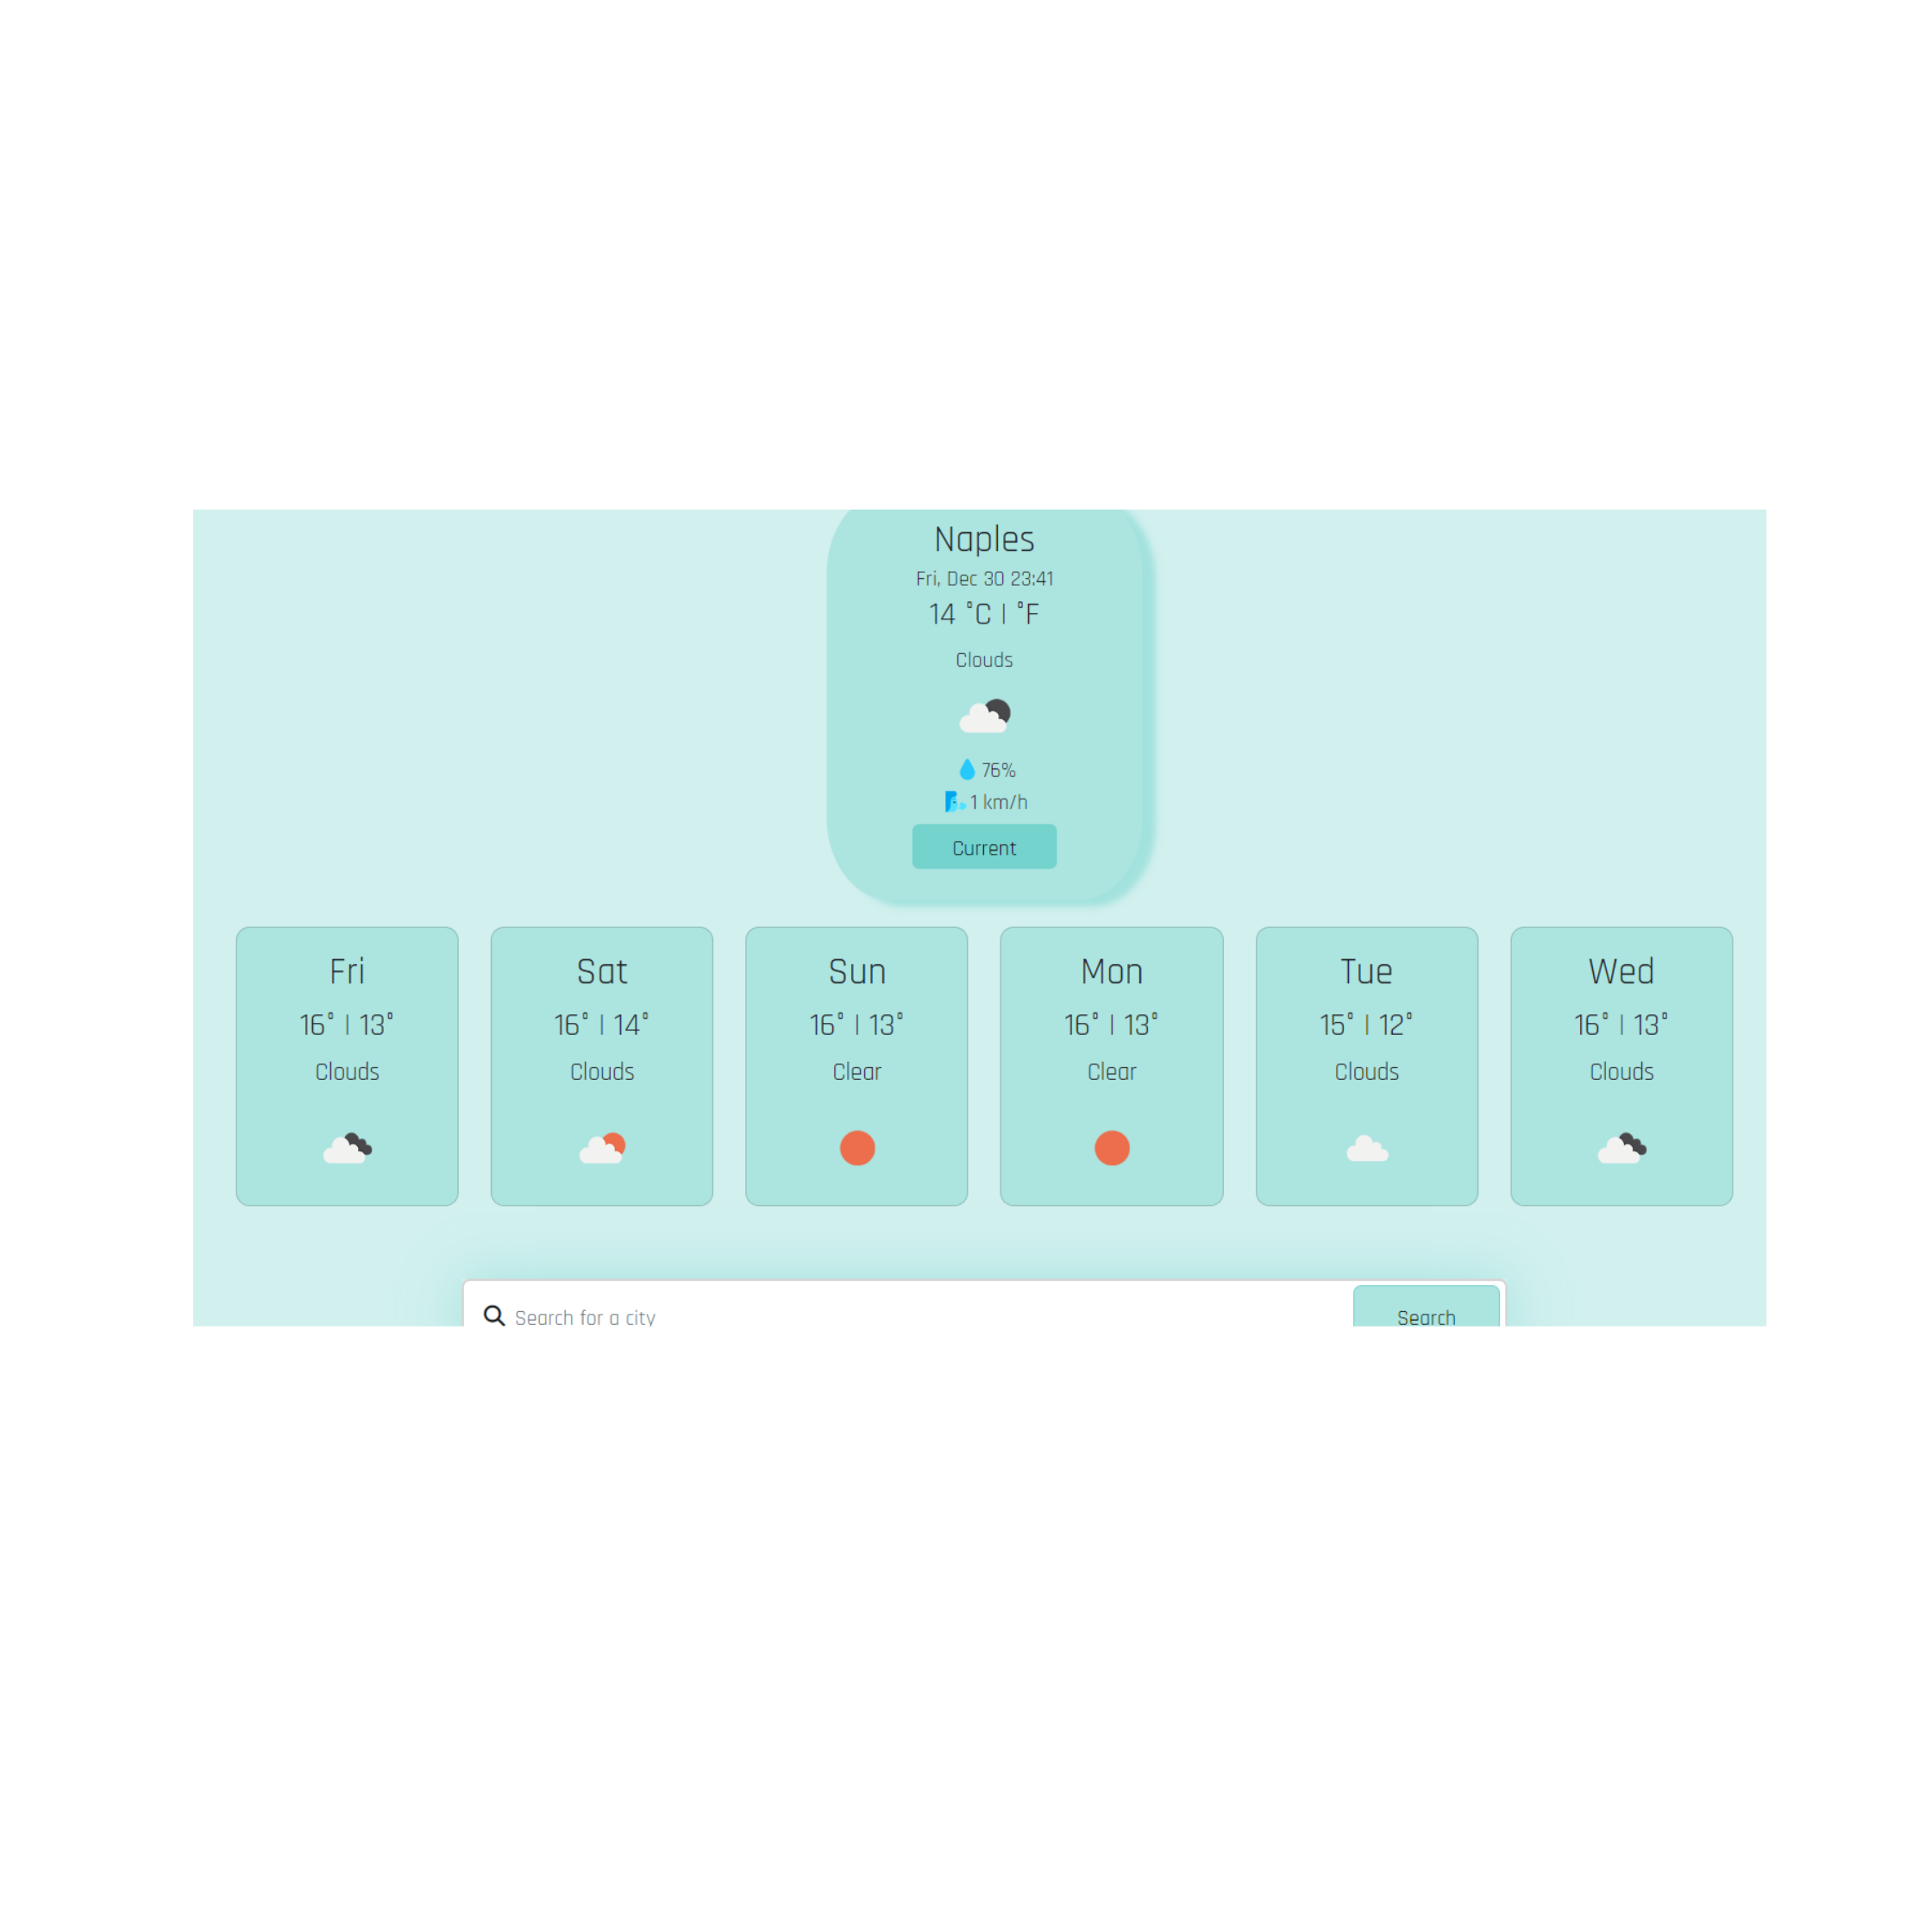 Naples
Fri, Dec 30 23:41
14 °C | °F
Clouds
76%
1 km/h
Current
Fri
16° | 13°
Clouds
Sat
16° | 14°
Clouds
Sun
16° | 13°
Clear
Mon
16° | 13°
Clear
Tue
15° | 12°
Clouds
Wed
16° | 13°
Clouds
Search for a city
Search